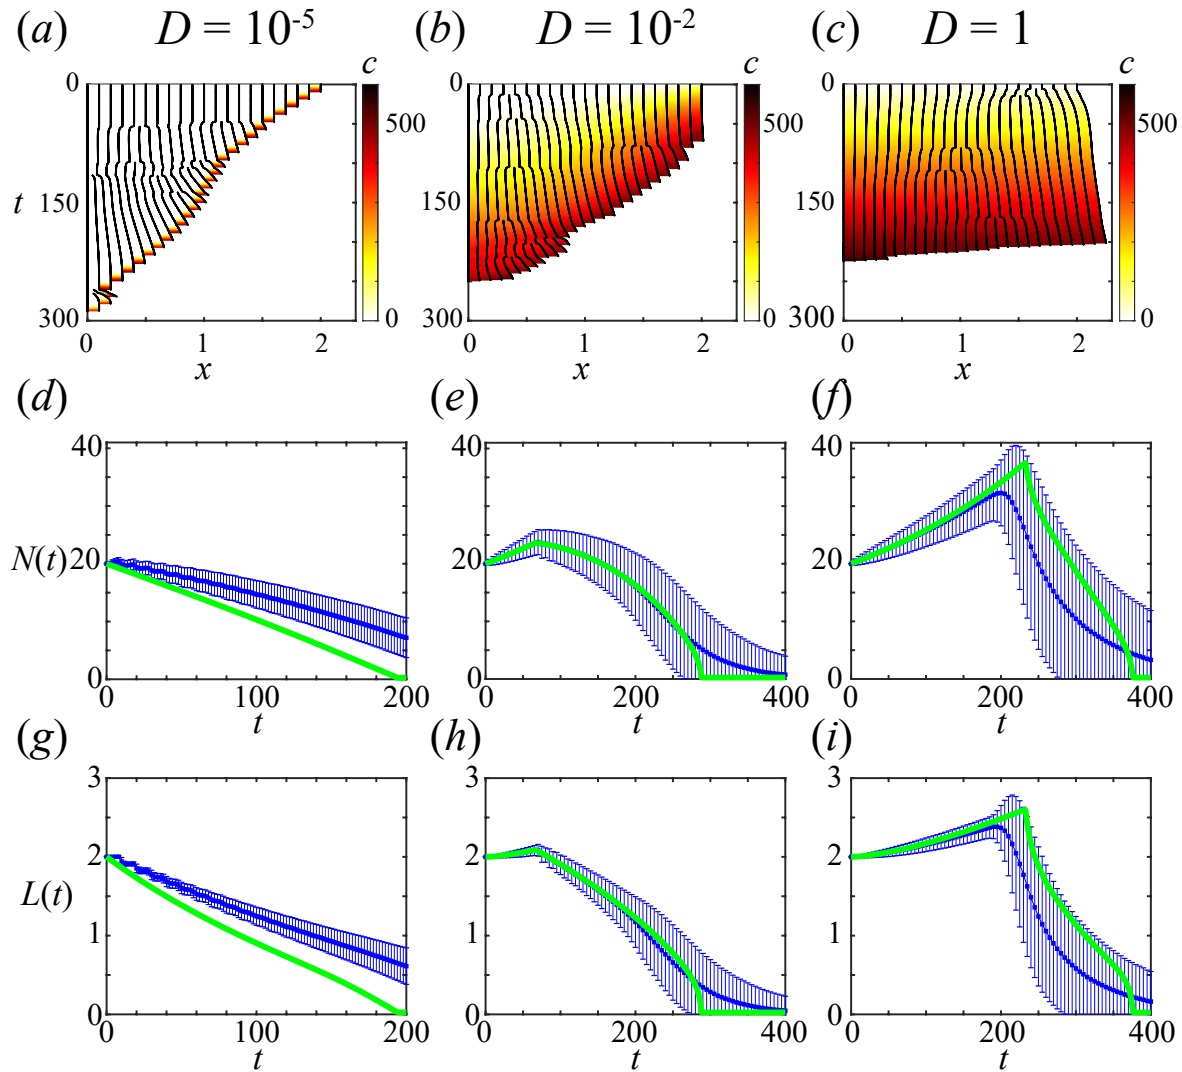 (a) D = 10⁻⁵ (b) D = 10⁻² (c) D = 1
c c c
0 0 0
500 500 500
t 150 150 150
0 0 0
300 300 300
0 1 2 0 1 2 0 1 2
x x x
(d) (e) (f)
40 40 40
N(t) 20 20 20
0 0 0
0 100 200 0 200 400 0 200 400
t t t
(g) (h) (i)
3 3 3
2 2 2
L(t)
1 1 1
0 0 0
0 100 200 0 200 400 0 200 400
t t t